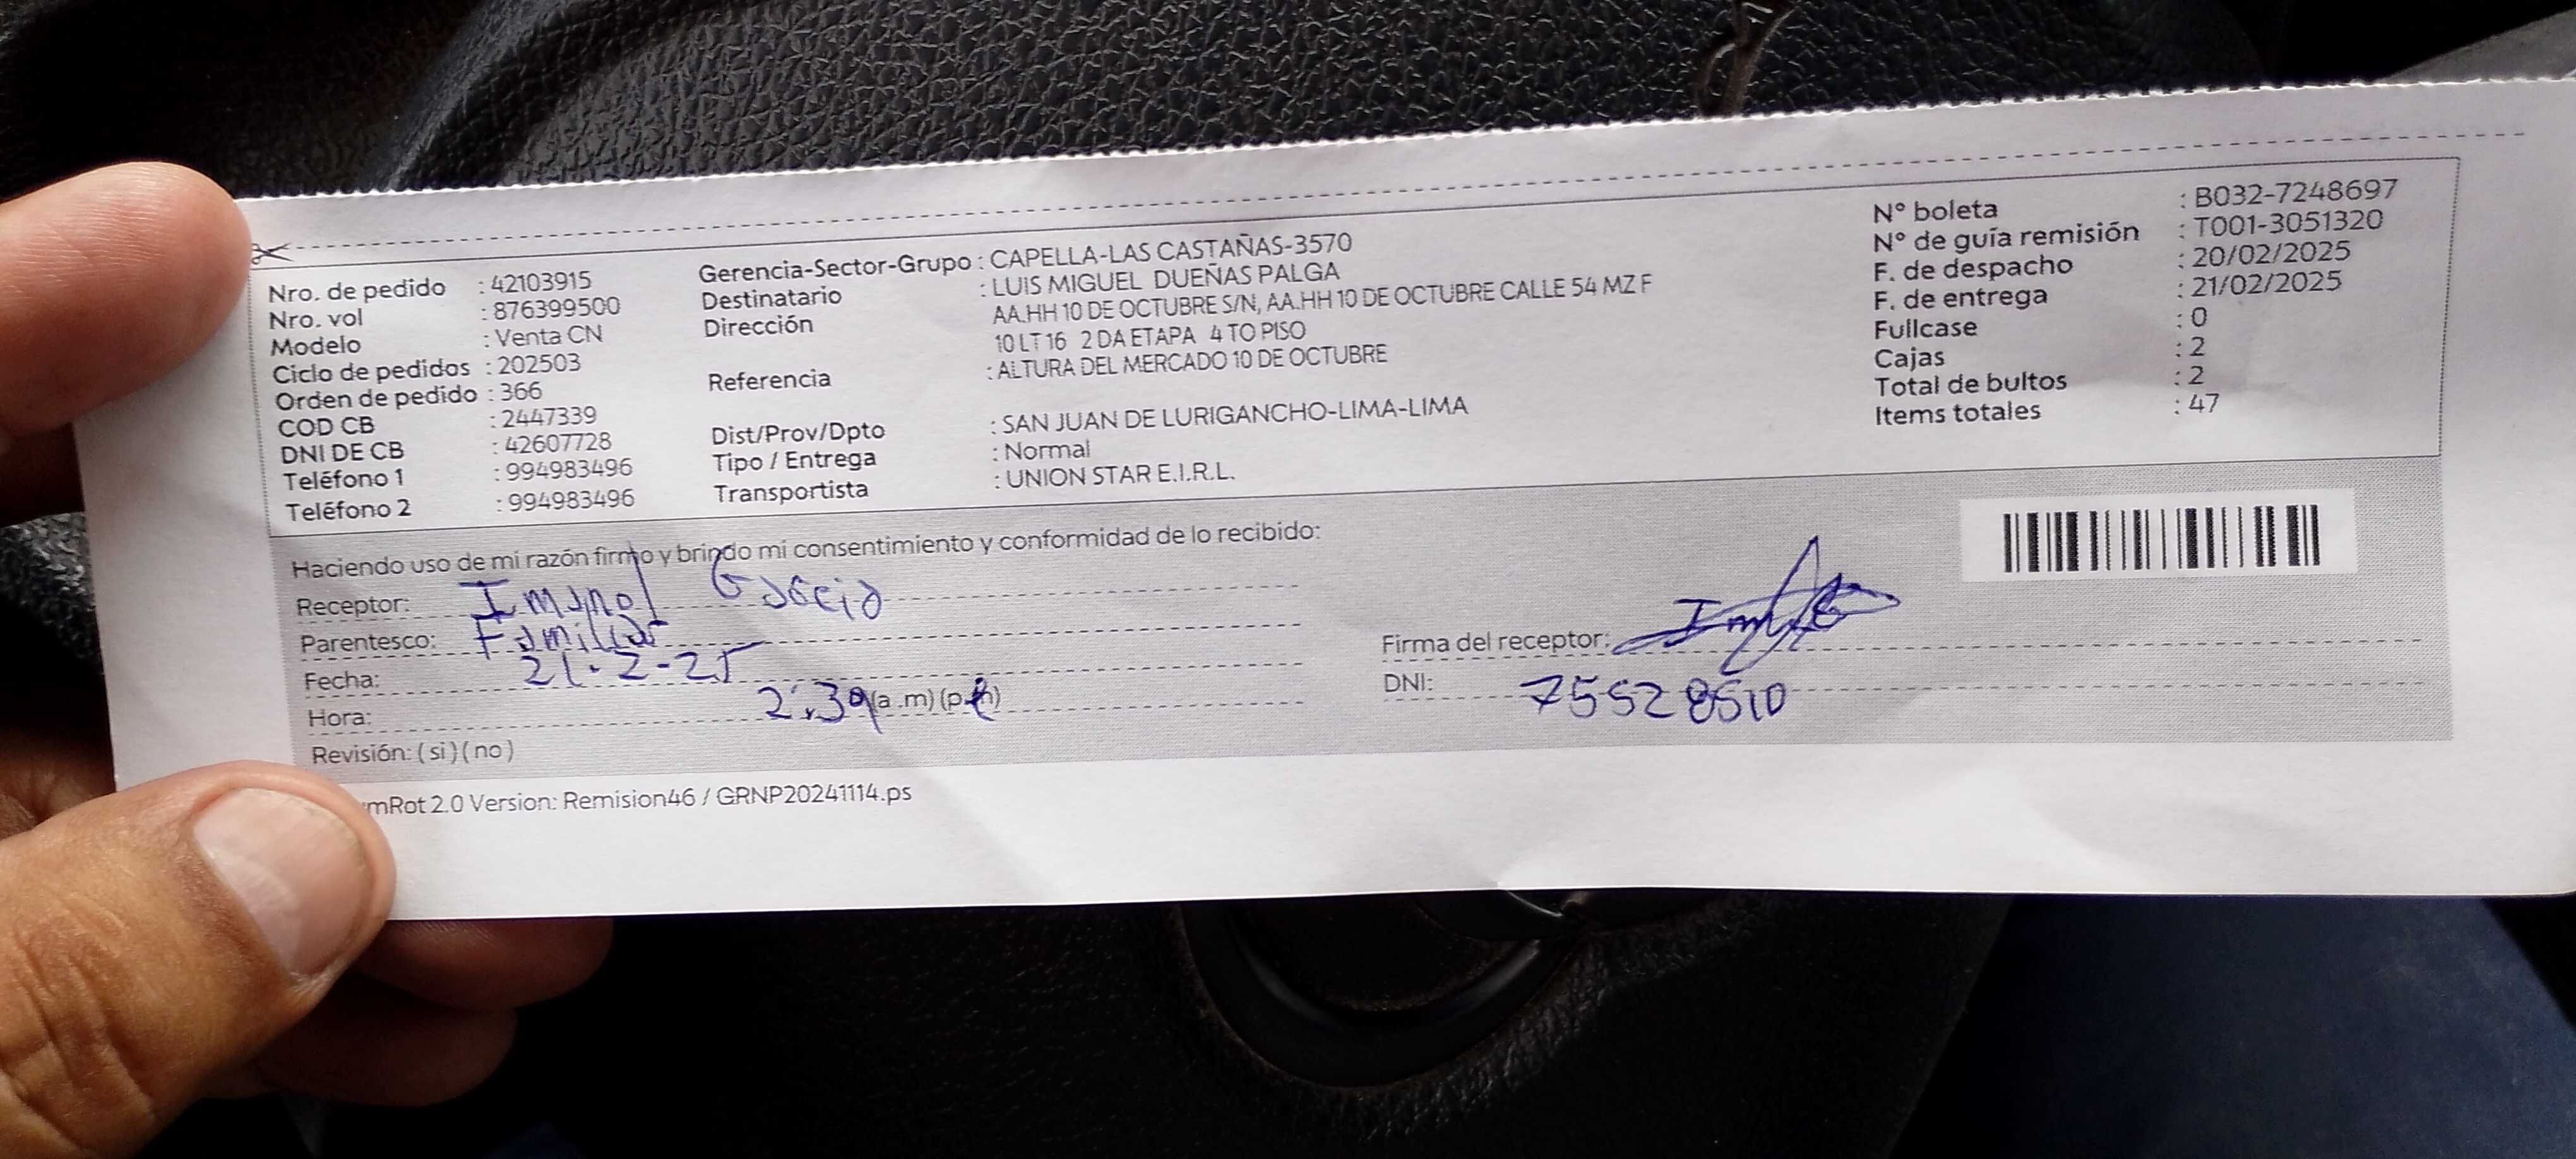 Nro. de pedido : 42103915
Nro. vol : 876399500
Modelo : Venta CN
Ciclo de pedidos : 202503
Orden de pedido : 366
COD CB : 2447339
DNI DE CB : 42607728
Teléfono 1 : 994983496
Teléfono 2 : 994983496
Gerencia-Sector-Grupo : CAPELLA-LAS CASTAÑAS-3570
Destinatario : LUIS MIGUEL DUEÑAS PALGA
Dirección AA.HH 10 DE OCTUBRE S/N, AA.HH 10 DE OCTUBRE CALLE 54 MZ F
10 LT 16 2 DA ETAPA 4 TO PISO
Referencia : ALTURA DEL MERCADO 10 DE OCTUBRE
Dist/Prov/Dpto : SAN JUAN DE LURIGANCHO-LIMA-LIMA
Tipo / Entrega : Normal
Transportista : UNION STAR E.I.R.L.
N° boleta : B032-7248697
N° de guía remisión : T001-3051320
F. de despacho : 20/02/2025
F. de entrega : 21/02/2025
Fullcase : 0
Cajas : 2
Total de bultos : 2
Items totales : 47
Haciendo uso de mi razón firmo y brindo mi consentimiento y conformidad de lo recibido:
Receptor: Imanol Garcia
Parentesco: Familiar
Fecha: 21.2-25
Hora: 2:39 (a.m) (p.m)
Revisión: ( si ) ( no )
Firma del receptor:
DNI: 75528510
mRot 2.0 Version: Remision46 / GRNP20241114.ps